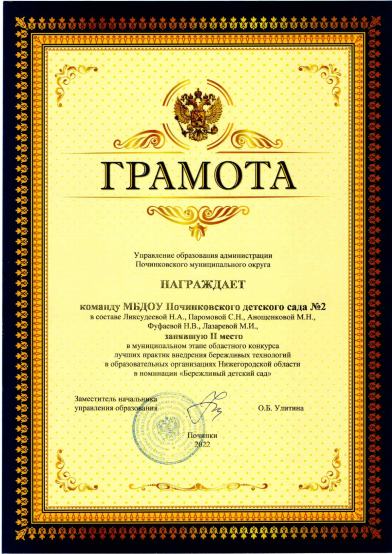 ГРАМОТА
Управление образования администрации
Починковского муниципального округа
НАГРАЖДАЕТ
команду МБДОУ Починковского детского сада №2
в составе Ликсудеевой Н.А., Паромовой С.Н., Анощенковой М.Н.,
Фуфаевой Н.В., Лазаревой М.И.,
занявшую II место
в муниципальном этапе областного конкурса
лучших практик внедрения бережливых технологий
в образовательных организациях Нижегородской области
в номинации «Бережливый детский сад»
Заместитель начальника
управления образования О.Б. Улитина
Починки
2022